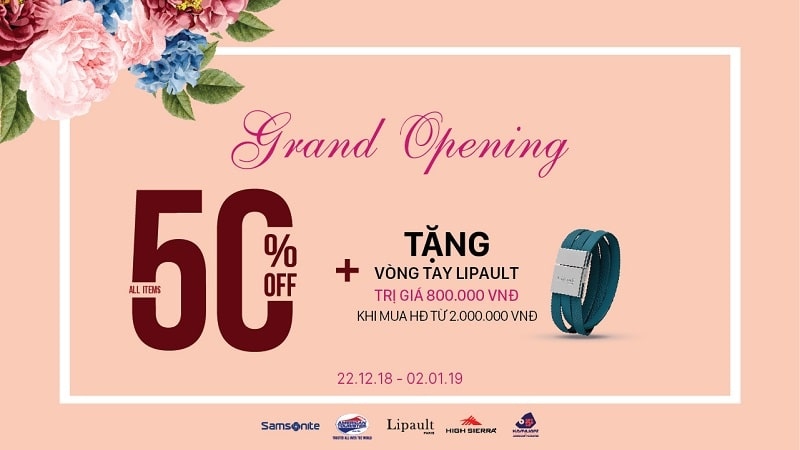 Grand Opening
50
%
OFF
ALL ITEMS
+
TẶNG
VÒNG TAY LIPAULT
TRỊ GIÁ 800.000 VNĐ
KHI MUA HĐ TỪ 2.000.000 VNĐ
22.12.18 - 02.01.19
Samsonite
AMERICAN TOURISTER
TRUSTED ALL OVER THE WORLD
Lipault
PARIS
HIGH SIERRA
KAMILIANT